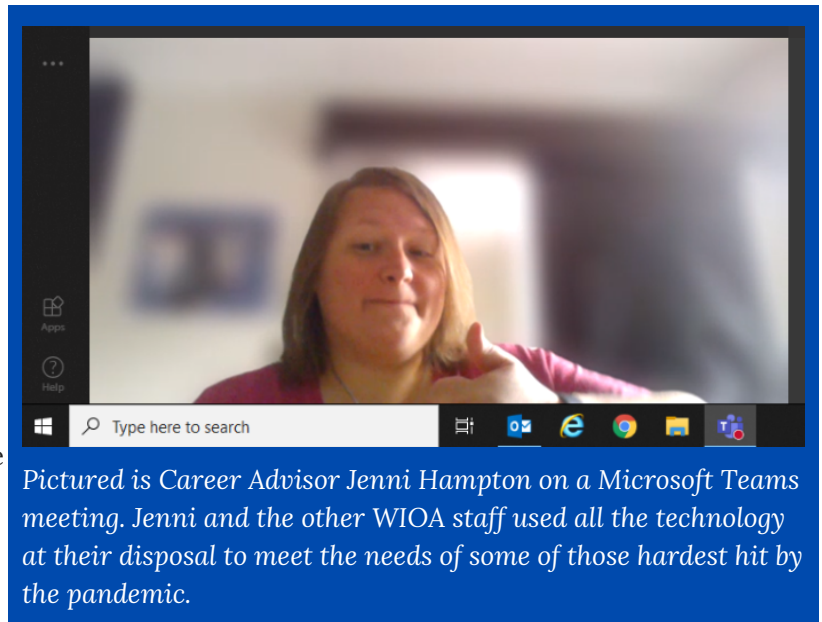 Apps
Help
Type here to search
Pictured is Career Advisor Jenni Hampton on a Microsoft Teams
meeting. Jenni and the other WIOA staff used all the technology
at their disposal to meet the needs of some of those hardest hit by
the pandemic.